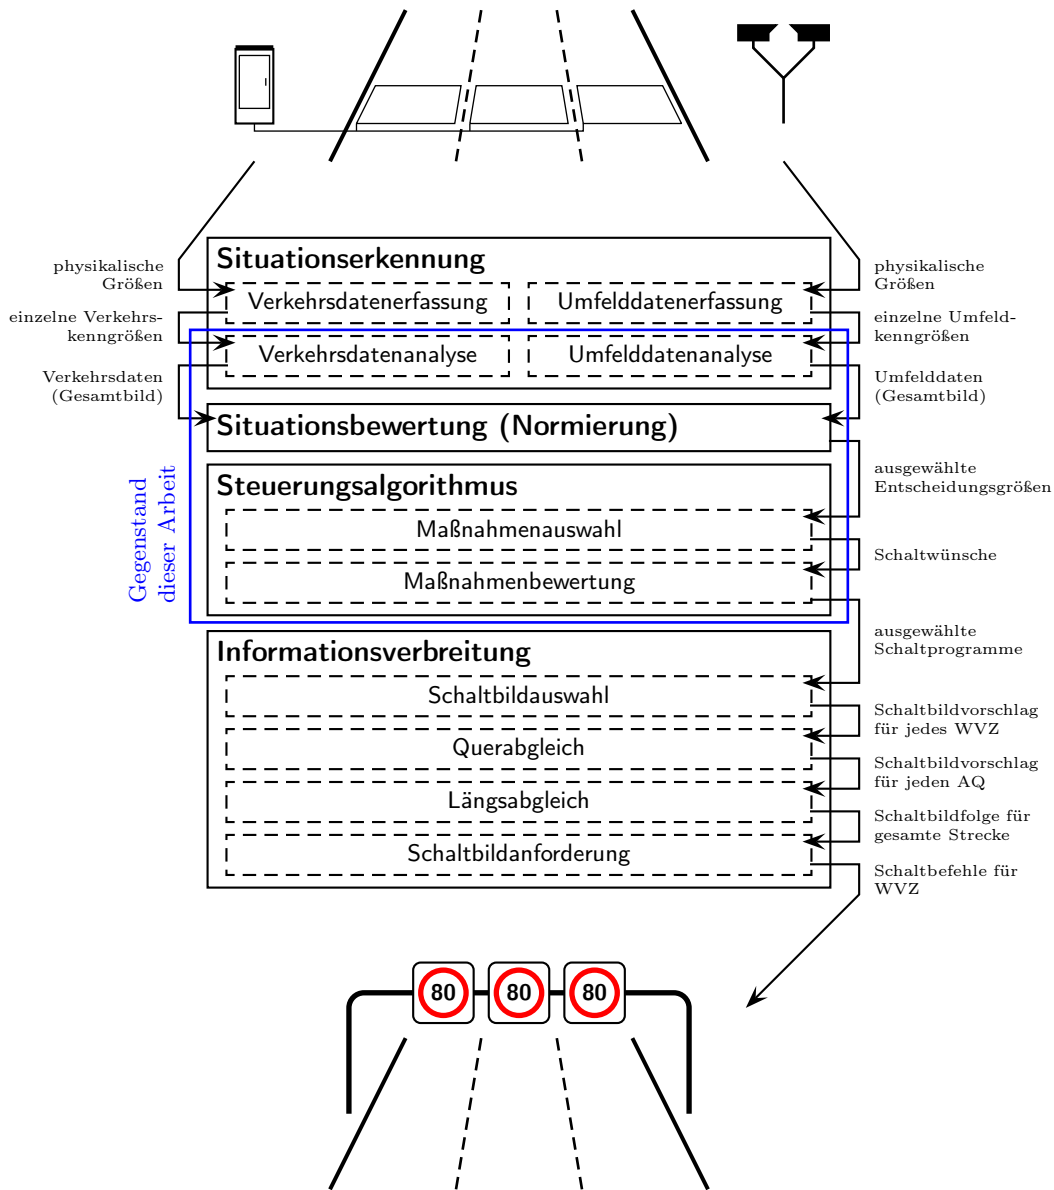 Situationserkennung
physikalische
Größen
Verkehrsdatenerfassung
Umfelddatenerfassung
physikalische
Größen
einzelne Verkehrs-
kenngrößen
einzelne Umfeld-
kenngrößen
Verkehrsdatenanalyse
Umfelddatenanalyse
Verkehrsdaten
(Gesamtbild)
Umfelddaten
(Gesamtbild)
Situationsbewertung (Normierung)
Gegenstand
dieser Arbeit
ausgewählte
Entscheidungsgrößen
Steuerungsalgorithmus
Maßnahmenauswahl
Schaltwünsche
Maßnahmenbewertung
ausgewählte
Schaltprogramme
Informationsverbreitung
Schaltbildauswahl
Schaltbildvorschlag
für jedes WVZ
Querabgleich
Schaltbildvorschlag
für jeden AQ
Längsabgleich
Schaltbildfolge für
gesamte Strecke
Schaltbildanforderung
Schaltbefehle für
WVZ
80 80 80